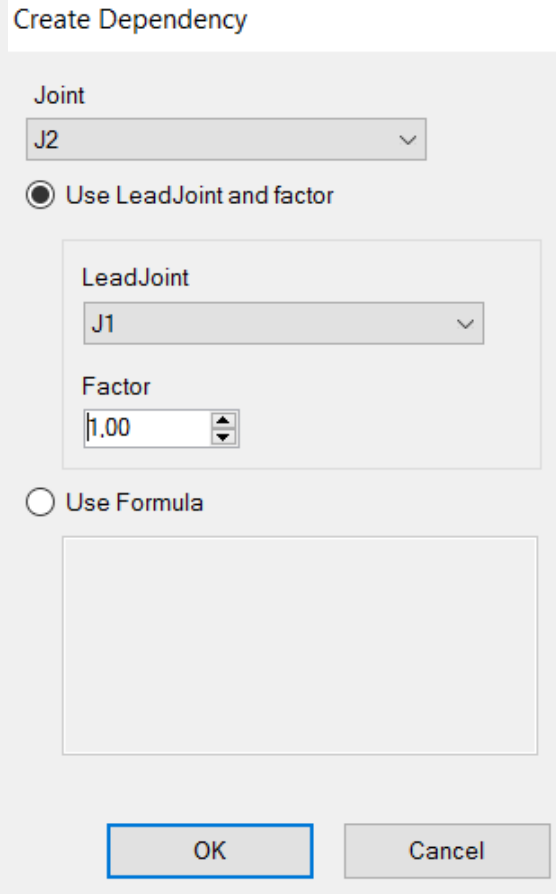 Create Dependency
Joint
J2
Use LeadJoint and factor
LeadJoint
J1
Factor
1,00
Use Formula
OK Cancel